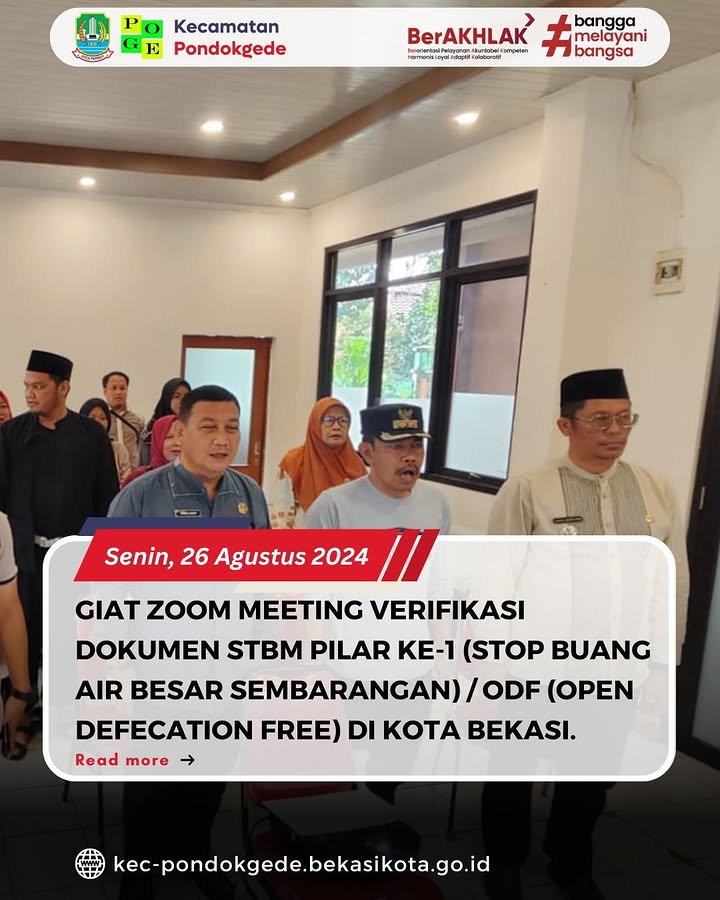 POGE
Kecamatan
Pondokgede
BerAKHLAK
Berorientasi Pelayanan Akuntabel Kompeten
Harmonis Loyal Adaptif Kolaboratif
#bangga
melayani
bangsa
Senin, 26 Agustus 2024
GIAT ZOOM MEETING VERIFIKASI
DOKUMEN STBM PILAR KE-1 (STOP BUANG
AIR BESAR SEMBARANGAN) / ODF (OPEN
DEFECATION FREE) DI KOTA BEKASI.
Read more →
kec-pondokgede.bekasikota.go.id